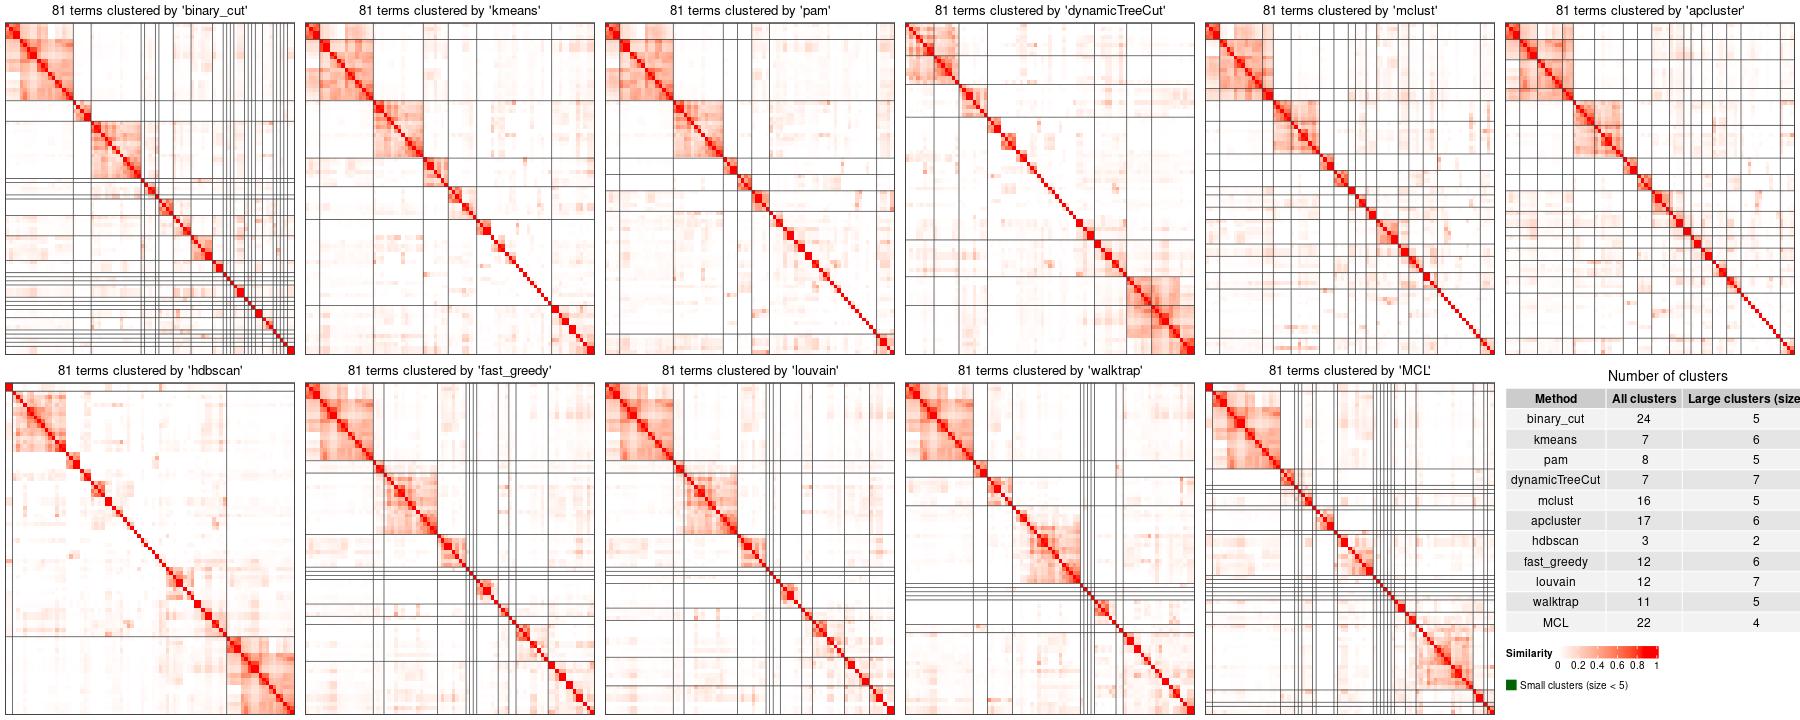 81 terms clustered by 'binary_cut'
81 terms clustered by 'kmeans'
81 terms clustered by 'pam'
81 terms clustered by 'dynamicTreeCut'
81 terms clustered by 'mclust'
81 terms clustered by 'apcluster'
81 terms clustered by 'hdbscan'
81 terms clustered by 'fast_greedy'
81 terms clustered by 'louvain'
81 terms clustered by 'walktrap'
81 terms clustered by 'MCL'
Number of clusters
Method All clusters Large clusters (size
binary_cut 24 5
kmeans 7 6
pam 8 5
dynamicTreeCut 7 7
mclust 16 5
apcluster 17 6
hdbscan 3 2
fast_greedy 12 6
louvain 12 7
walktrap 11 5
MCL 22 4
Similarity
0 0.2 0.4 0.6 0.8 1
Small clusters (size < 5)